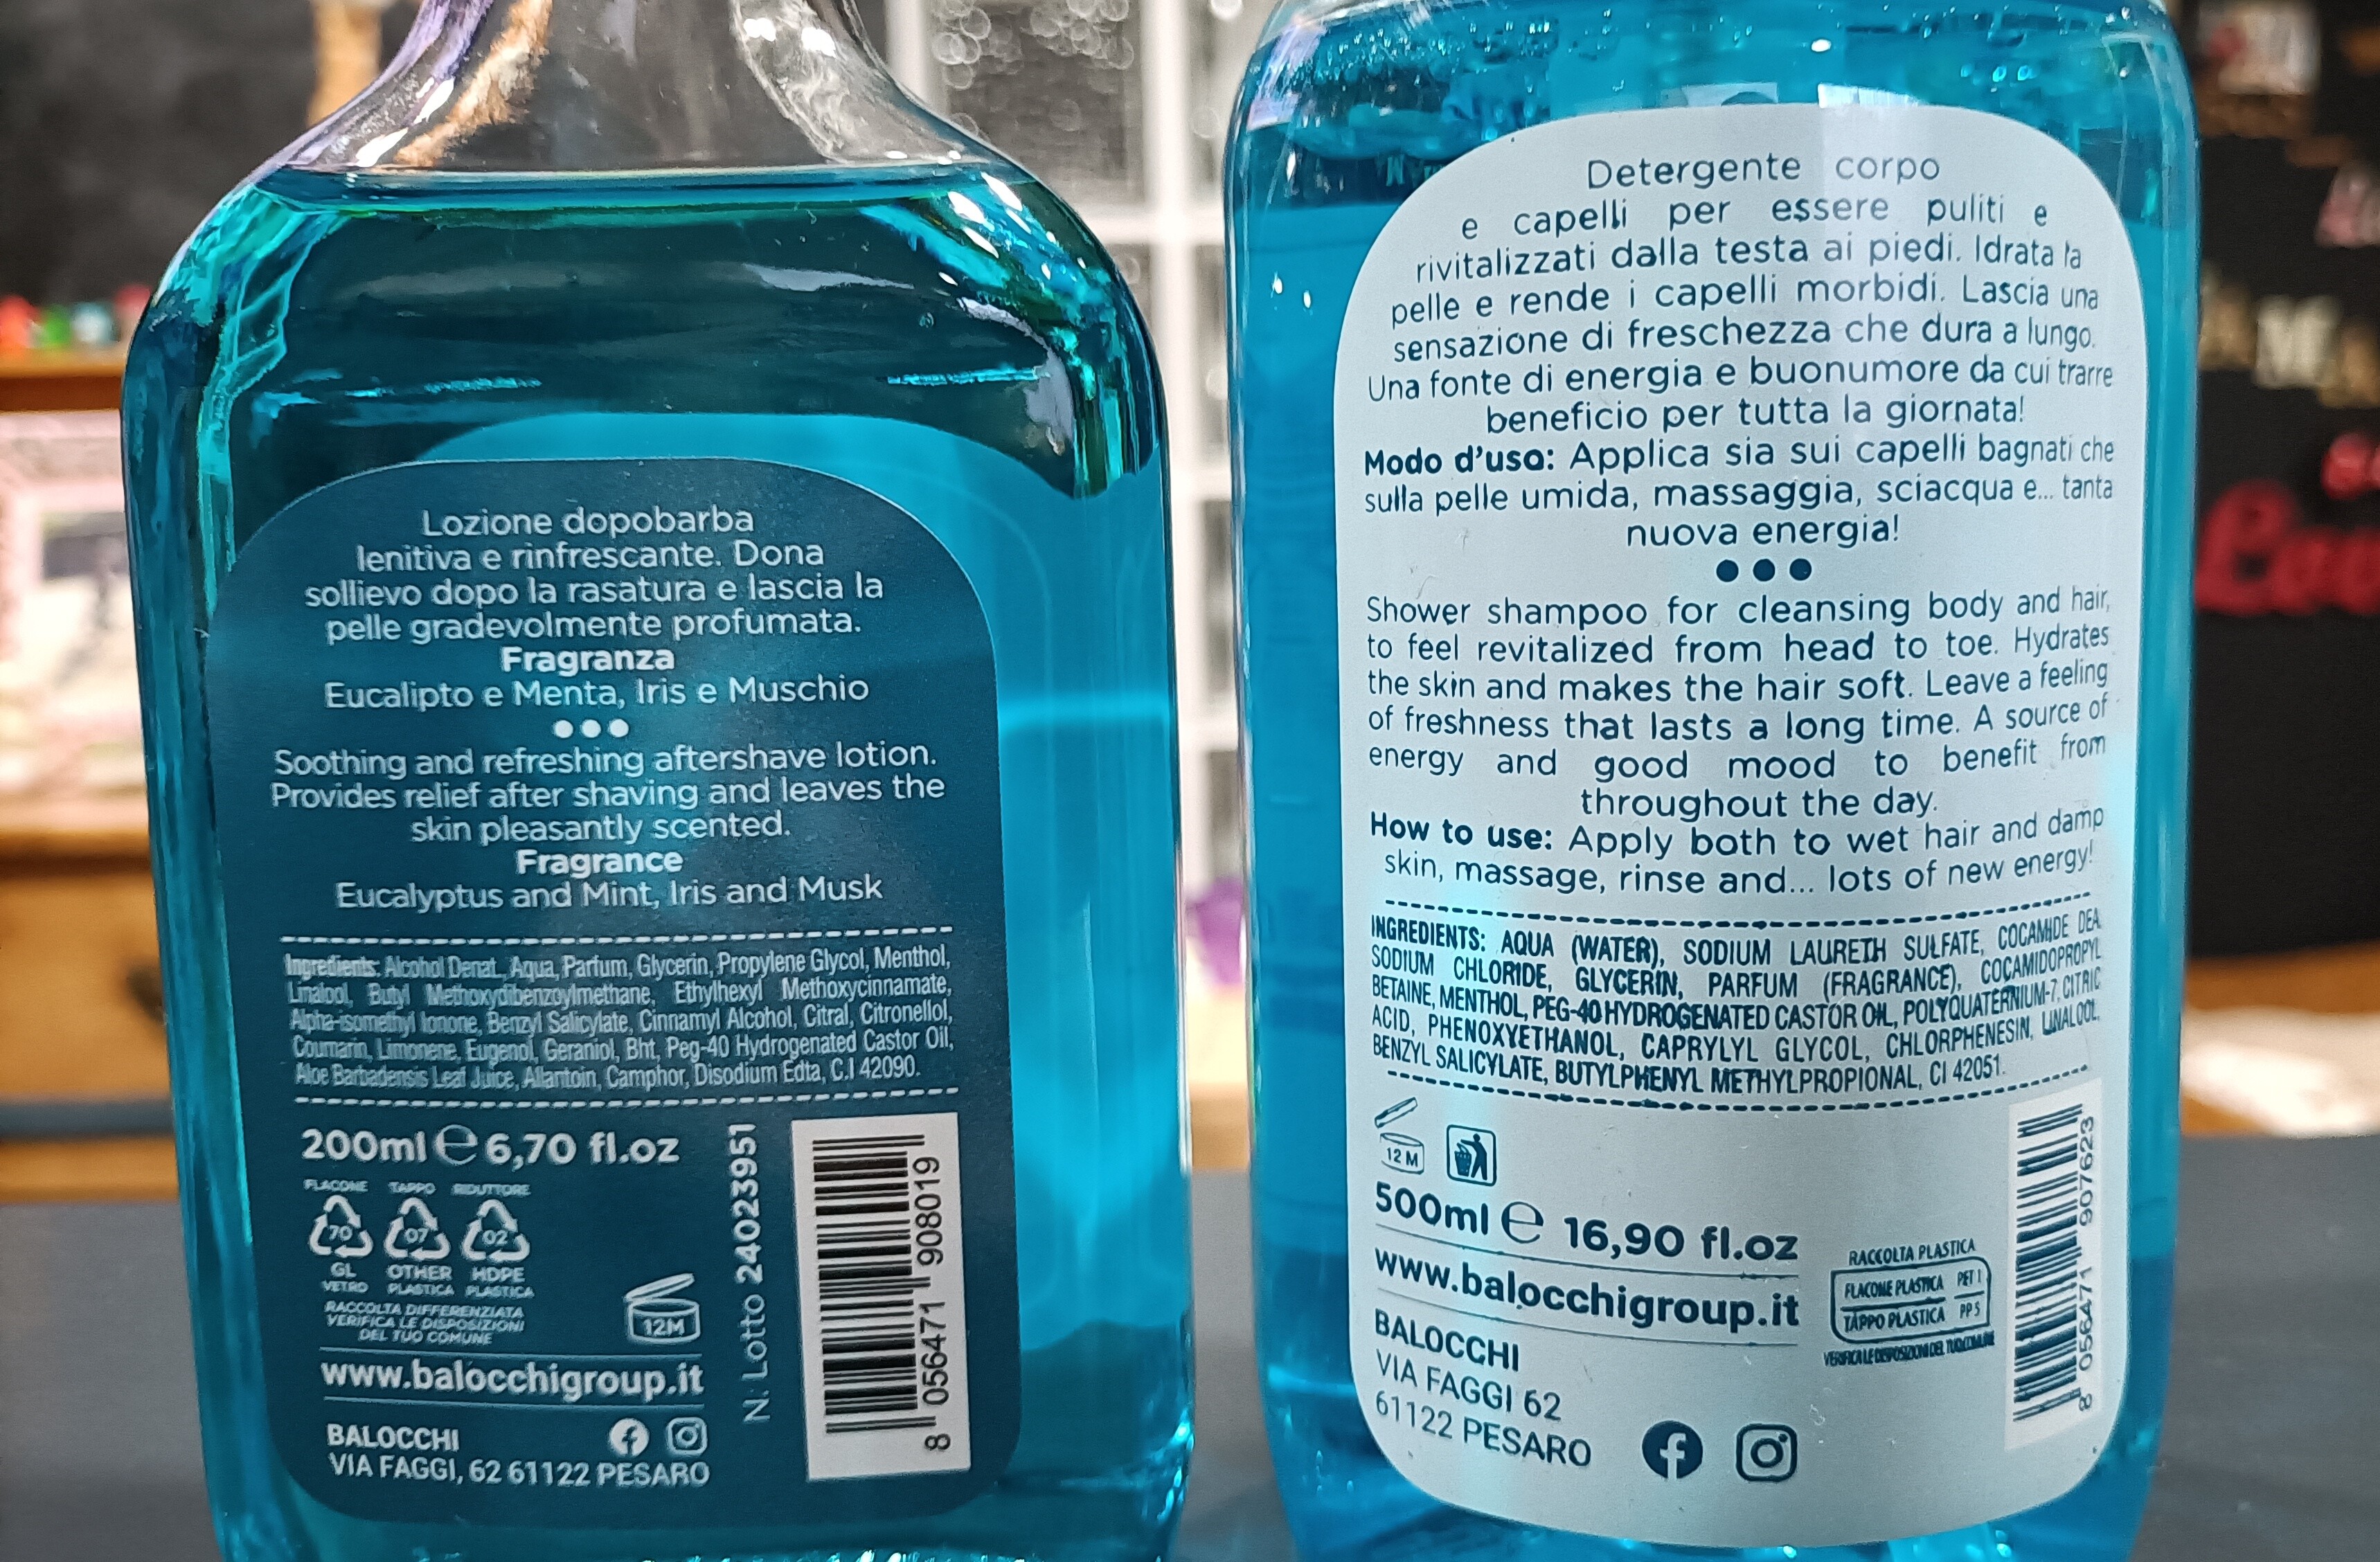 Lozione dopobarba
lenitiva e rinfrescante. Dona
sollievo dopo la rasatura e lascia la
pelle gradevolmente profumata.
Fragranza
Eucalipto e Menta, Iris e Muschio
Soothing and refreshing aftershave lotion.
Provides relief after shaving and leaves the
skin pleasantly scented.
Fragrance
Eucalyptus and Mint, Iris and Musk
Ingredients: Alcohol Denat., Aqua, Parfum, Glycerin, Propylene Glycol, Menthol,
Linalool, Butyl Methoxydibenzoylmethane, Ethylhexyl Methoxycinnamate,
Alpha-isomethyl Ionone, Benzyl Salicylate, Cinnamyl Alcohol, Citral, Citronellol,
Coumarin, Limonene, Eugenol, Geraniol, Bht, Peg-40 Hydrogenated Castor Oil,
Aloe Barbadensis Leaf Juice, Allantoin, Camphor, Disodium Edta, C.I 42090.
200ml ℮ 6,70 fl.oz
FLACONE TAPPO RIDUTTORE
70 07 02
GL OTHER HDPE
VETRO PLASTICA PLASTICA
RACCOLTA DIFFERENZIATA
VERIFICA LE DISPOSIZIONI
DEL TUO COMUNE
12M
www.balocchigroup.it
BALOCCHI
VIA FAGGI, 62 61122 PESARO
N. Lotto 24023951
8 056471 908019
Detergente corpo
e capelli per essere puliti e
rivitalizzati dalla testa ai piedi. Idrata la
pelle e rende i capelli morbidi. Lascia una
sensazione di freschezza che dura a lungo.
Una fonte di energia e buonumore da cui trarre
beneficio per tutta la giornata!
Modo d'uso: Applica sia sui capelli bagnati che
sulla pelle umida, massaggia, sciacqua e... tanta
nuova energia!
Shower shampoo for cleansing body and hair,
to feel revitalized from head to toe. Hydrates
the skin and makes the hair soft. Leave a feeling
of freshness that lasts a long time. A source of
energy and good mood to benefit from
throughout the day.
How to use: Apply both to wet hair and damp
skin, massage, rinse and... lots of new energy!
INGREDIENTS: AQUA (WATER), SODIUM LAURETH SULFATE, COCAMIDE DEA,
SODIUM CHLORIDE, GLYCERIN, PARFUM (FRAGRANCE), COCAMIDOPROPYL
BETAINE, MENTHOL, PEG-40 HYDROGENATED CASTOR OIL, POLYQUATERNIUM-7, CITRIC
ACID, PHENOXYETHANOL, CAPRYLYL GLYCOL, CHLORPHENESIN, LINALOOL,
BENZYL SALICYLATE, BUTYLPHENYL METHYLPROPIONAL, CI 42051.
12 M
500ml ℮ 16,90 fl.oz
www.balocchigroup.it
BALOCCHI
VIA FAGGI 62
61122 PESARO
RACCOLTA PLASTICA
FLACONE PLASTICA PET 1
TAPPO PLASTICA PP 5
VERIFICA LE DISPOSIZIONI DEL TUO COMUNE
8 056471 907623